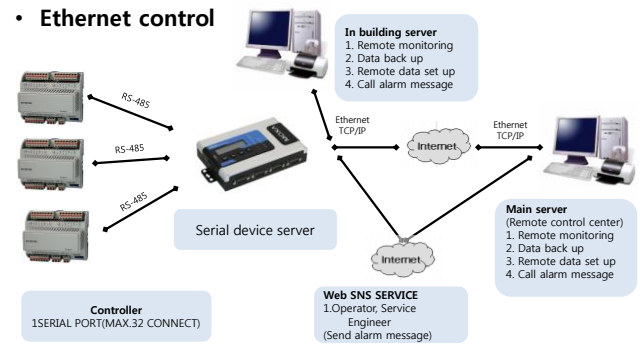 • Ethernet control
In building server
1. Remote monitoring
2. Data back up
3. Remote data set up
4. Call alarm message
RS-485
RS-485
RS-485
MOXA
Ethernet
TCP/IP
Internet
Ethernet
TCP/IP
Serial device server
Internet
Main server
(Remote control center)
1. Remote monitoring
2. Data back up
3. Remote data set up
4. Call alarm message
Controller
1SERIAL PORT(MAX.32 CONNECT)
Web SNS SERVICE
1.Operator, Service
Engineer
(Send alarm message)